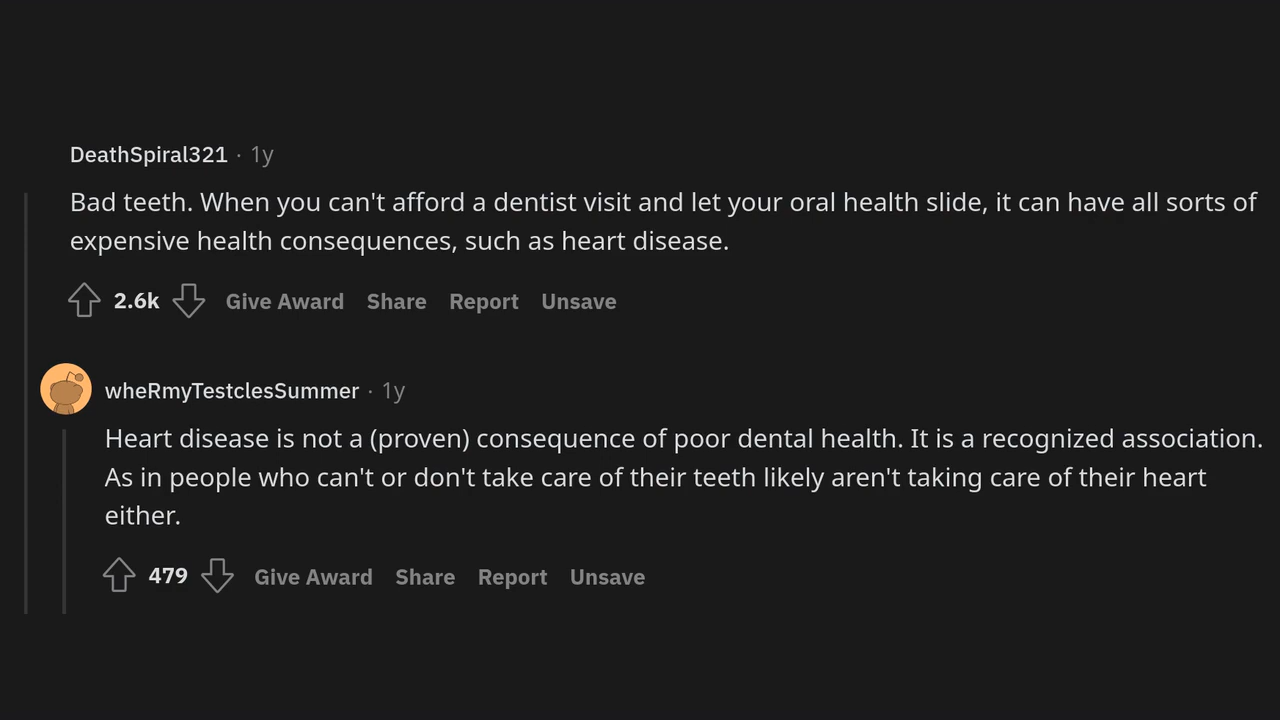 DeathSpiral321 · 1y
Bad teeth. When you can't afford a dentist visit and let your oral health slide, it can have all sorts of
expensive health consequences, such as heart disease.
2.6k Give Award Share Report Unsave
wheRmyTestclesSummer · 1y
Heart disease is not a (proven) consequence of poor dental health. It is a recognized association.
As in people who can't or don't take care of their teeth likely aren't taking care of their heart
either.
479 Give Award Share Report Unsave